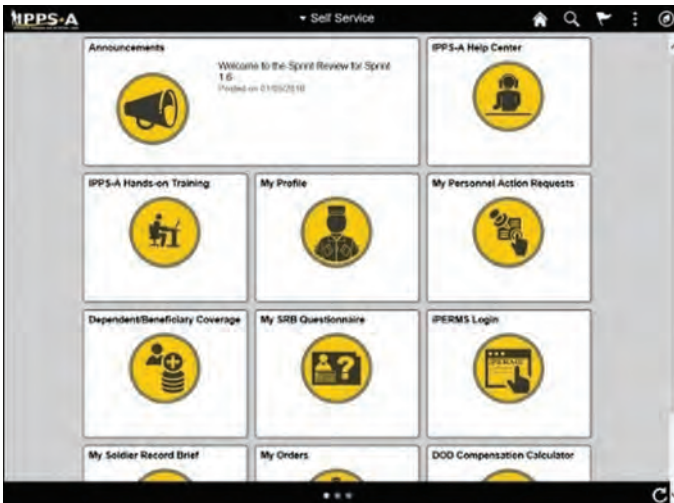 IPPS-A
Self Service
Announcements
Welcome to the Sprint Review for Sprint
1.6
IPPS-A Help Center
IPPS-A Hands-on Training
My Profile
My Personnel Action Requests
Dependent/Beneficiary Coverage
My SRB Questionnaire
iPERMS Login
iPERMS
My Soldier Record Brief
My Orders
DOD Compensation Calculator